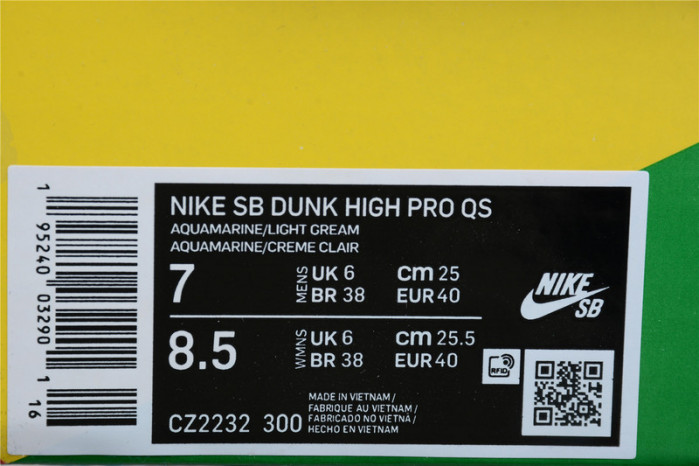 NIKE SB DUNK HIGH PRO QS
AQUAMARINE/LIGHT GREAM
AQUAMARINE/CREME CLAIR
7
MENS
UK 6
BR 38
cm 25
EUR 40
8.5
WMNS
UK 6
BR 38
cm 25.5
EUR 40
NIKE
SB
RFID
CZ2232 300
MADE IN VIETNAM /
FABRIQUE AU VIETNAM /
FABRICADO NO VIETNÃ /
HECHO EN VIETNAM
1 95240 03290 1 16